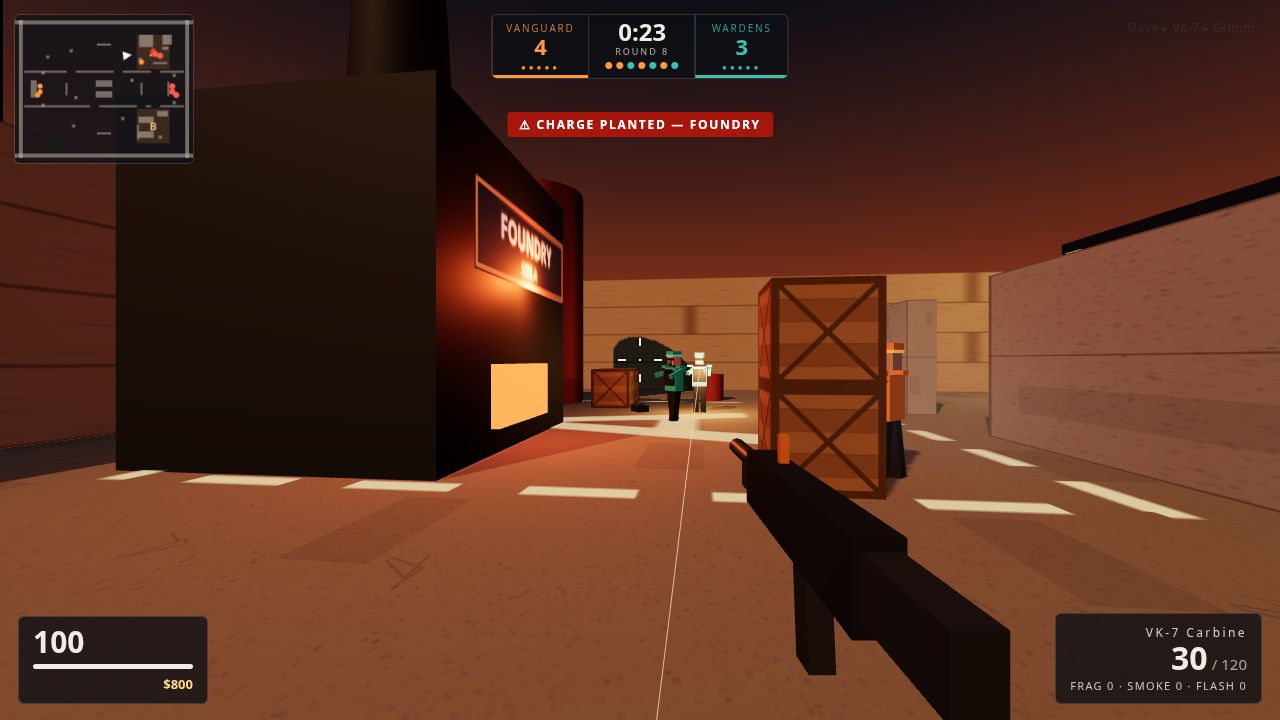 VANGUARD
4
0:23
ROUND 8
WARDENS
3
Dove ▸ VK-7 ▸ Grimm
⚠ CHARGE PLANTED — FOUNDRY
B
FOUNDRY
100
$800
VK-7 Carbine
30 / 120
FRAG 0 · SMOKE 0 · FLASH 0